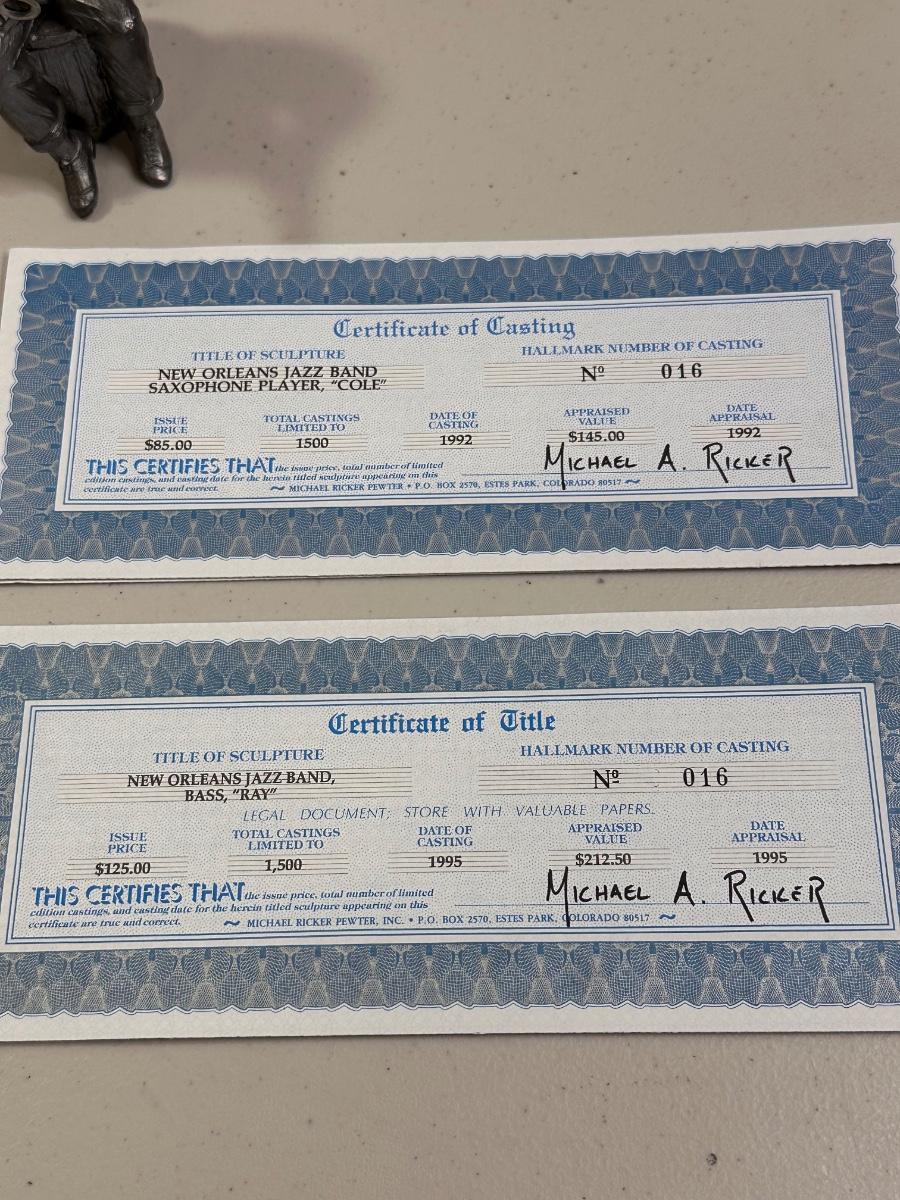 Certificate of Casting
TITLE OF SCULPTURE
NEW ORLEANS JAZZ BAND
SAXOPHONE PLAYER, "COLE"
HALLMARK NUMBER OF CASTING
Nº 016
ISSUE
PRICE
$85.00
TOTAL CASTINGS
LIMITED TO
1500
DATE OF
CASTING
1992
APPRAISED
VALUE
$145.00
DATE
APPRAISAL
1992
THIS CERTIFIES THAT the issue price, total number of limited
edition castings, and casting date for the herein titled sculpture appearing on this
certificate are true and correct.
MICHAEL A. RICKER
~ MICHAEL RICKER PEWTER • P.O. BOX 2570, ESTES PARK, COLORADO 80517 ~
Certificate of Title
TITLE OF SCULPTURE
NEW ORLEANS JAZZ BAND,
BASS, "RAY"
HALLMARK NUMBER OF CASTING
Nº 016
LEGAL DOCUMENT; STORE WITH VALUABLE PAPERS.
ISSUE
PRICE
$125.00
TOTAL CASTINGS
LIMITED TO
1,500
DATE OF
CASTING
1995
APPRAISED
VALUE
$212.50
DATE
APPRAISAL
1995
THIS CERTIFIES THAT the issue price, total number of limited
edition castings, and casting date for the herein titled sculpture appearing on this
certificate are true and correct.
MICHAEL A. RICKER
~ MICHAEL RICKER PEWTER, INC. • P.O. BOX 2570, ESTES PARK, COLORADO 80517 ~